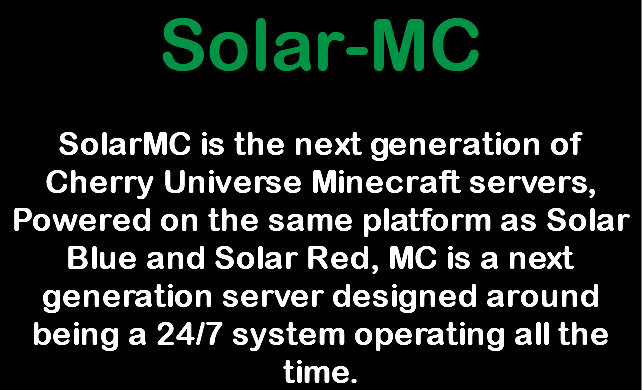 Solar-MC
SolarMC is the next generation of
Cherry Universe Minecraft servers,
Powered on the same platform as Solar
Blue and Solar Red, MC is a next
generation server designed around
being a 24/7 system operating all the
time.